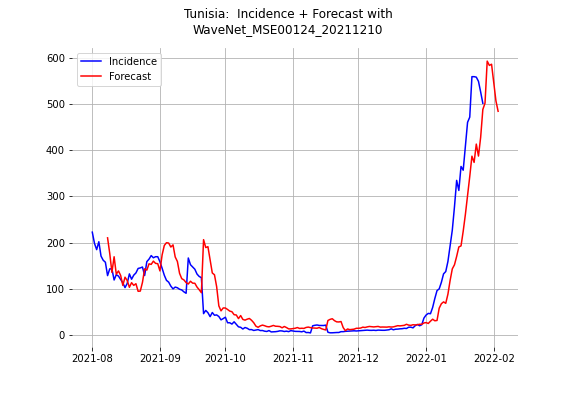 Tunisia:  Incidence + Forecast with
WaveNet_MSE00124_20211210
Incidence
Forecast
600
500
400
300
200
100
0
2021-08 2021-09 2021-10 2021-11 2021-12 2022-01 2022-02